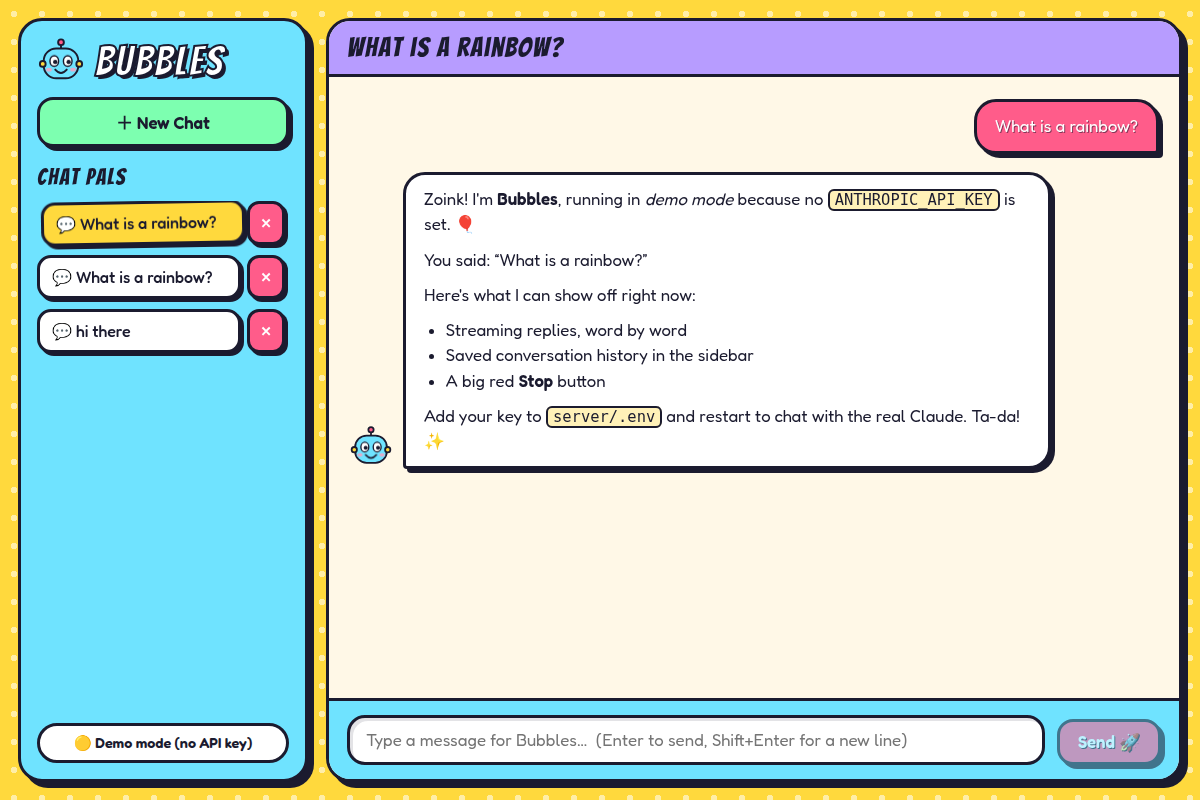 BUBBLES
+ New Chat
CHAT PALS
💬 What is a rainbow? ×
💬 What is a rainbow? ×
💬 hi there ×
🟡 Demo mode (no API key)
WHAT IS A RAINBOW?
What is a rainbow?
Zoink! I'm Bubbles, running in demo mode because no ANTHROPIC_API_KEY is
set. 🎈
You said: “What is a rainbow?”
Here's what I can show off right now:
• Streaming replies, word by word
• Saved conversation history in the sidebar
• A big red Stop button
Add your key to server/.env and restart to chat with the real Claude. Ta-da!
✨
Type a message for Bubbles... (Enter to send, Shift+Enter for a new line)
Send 🚀